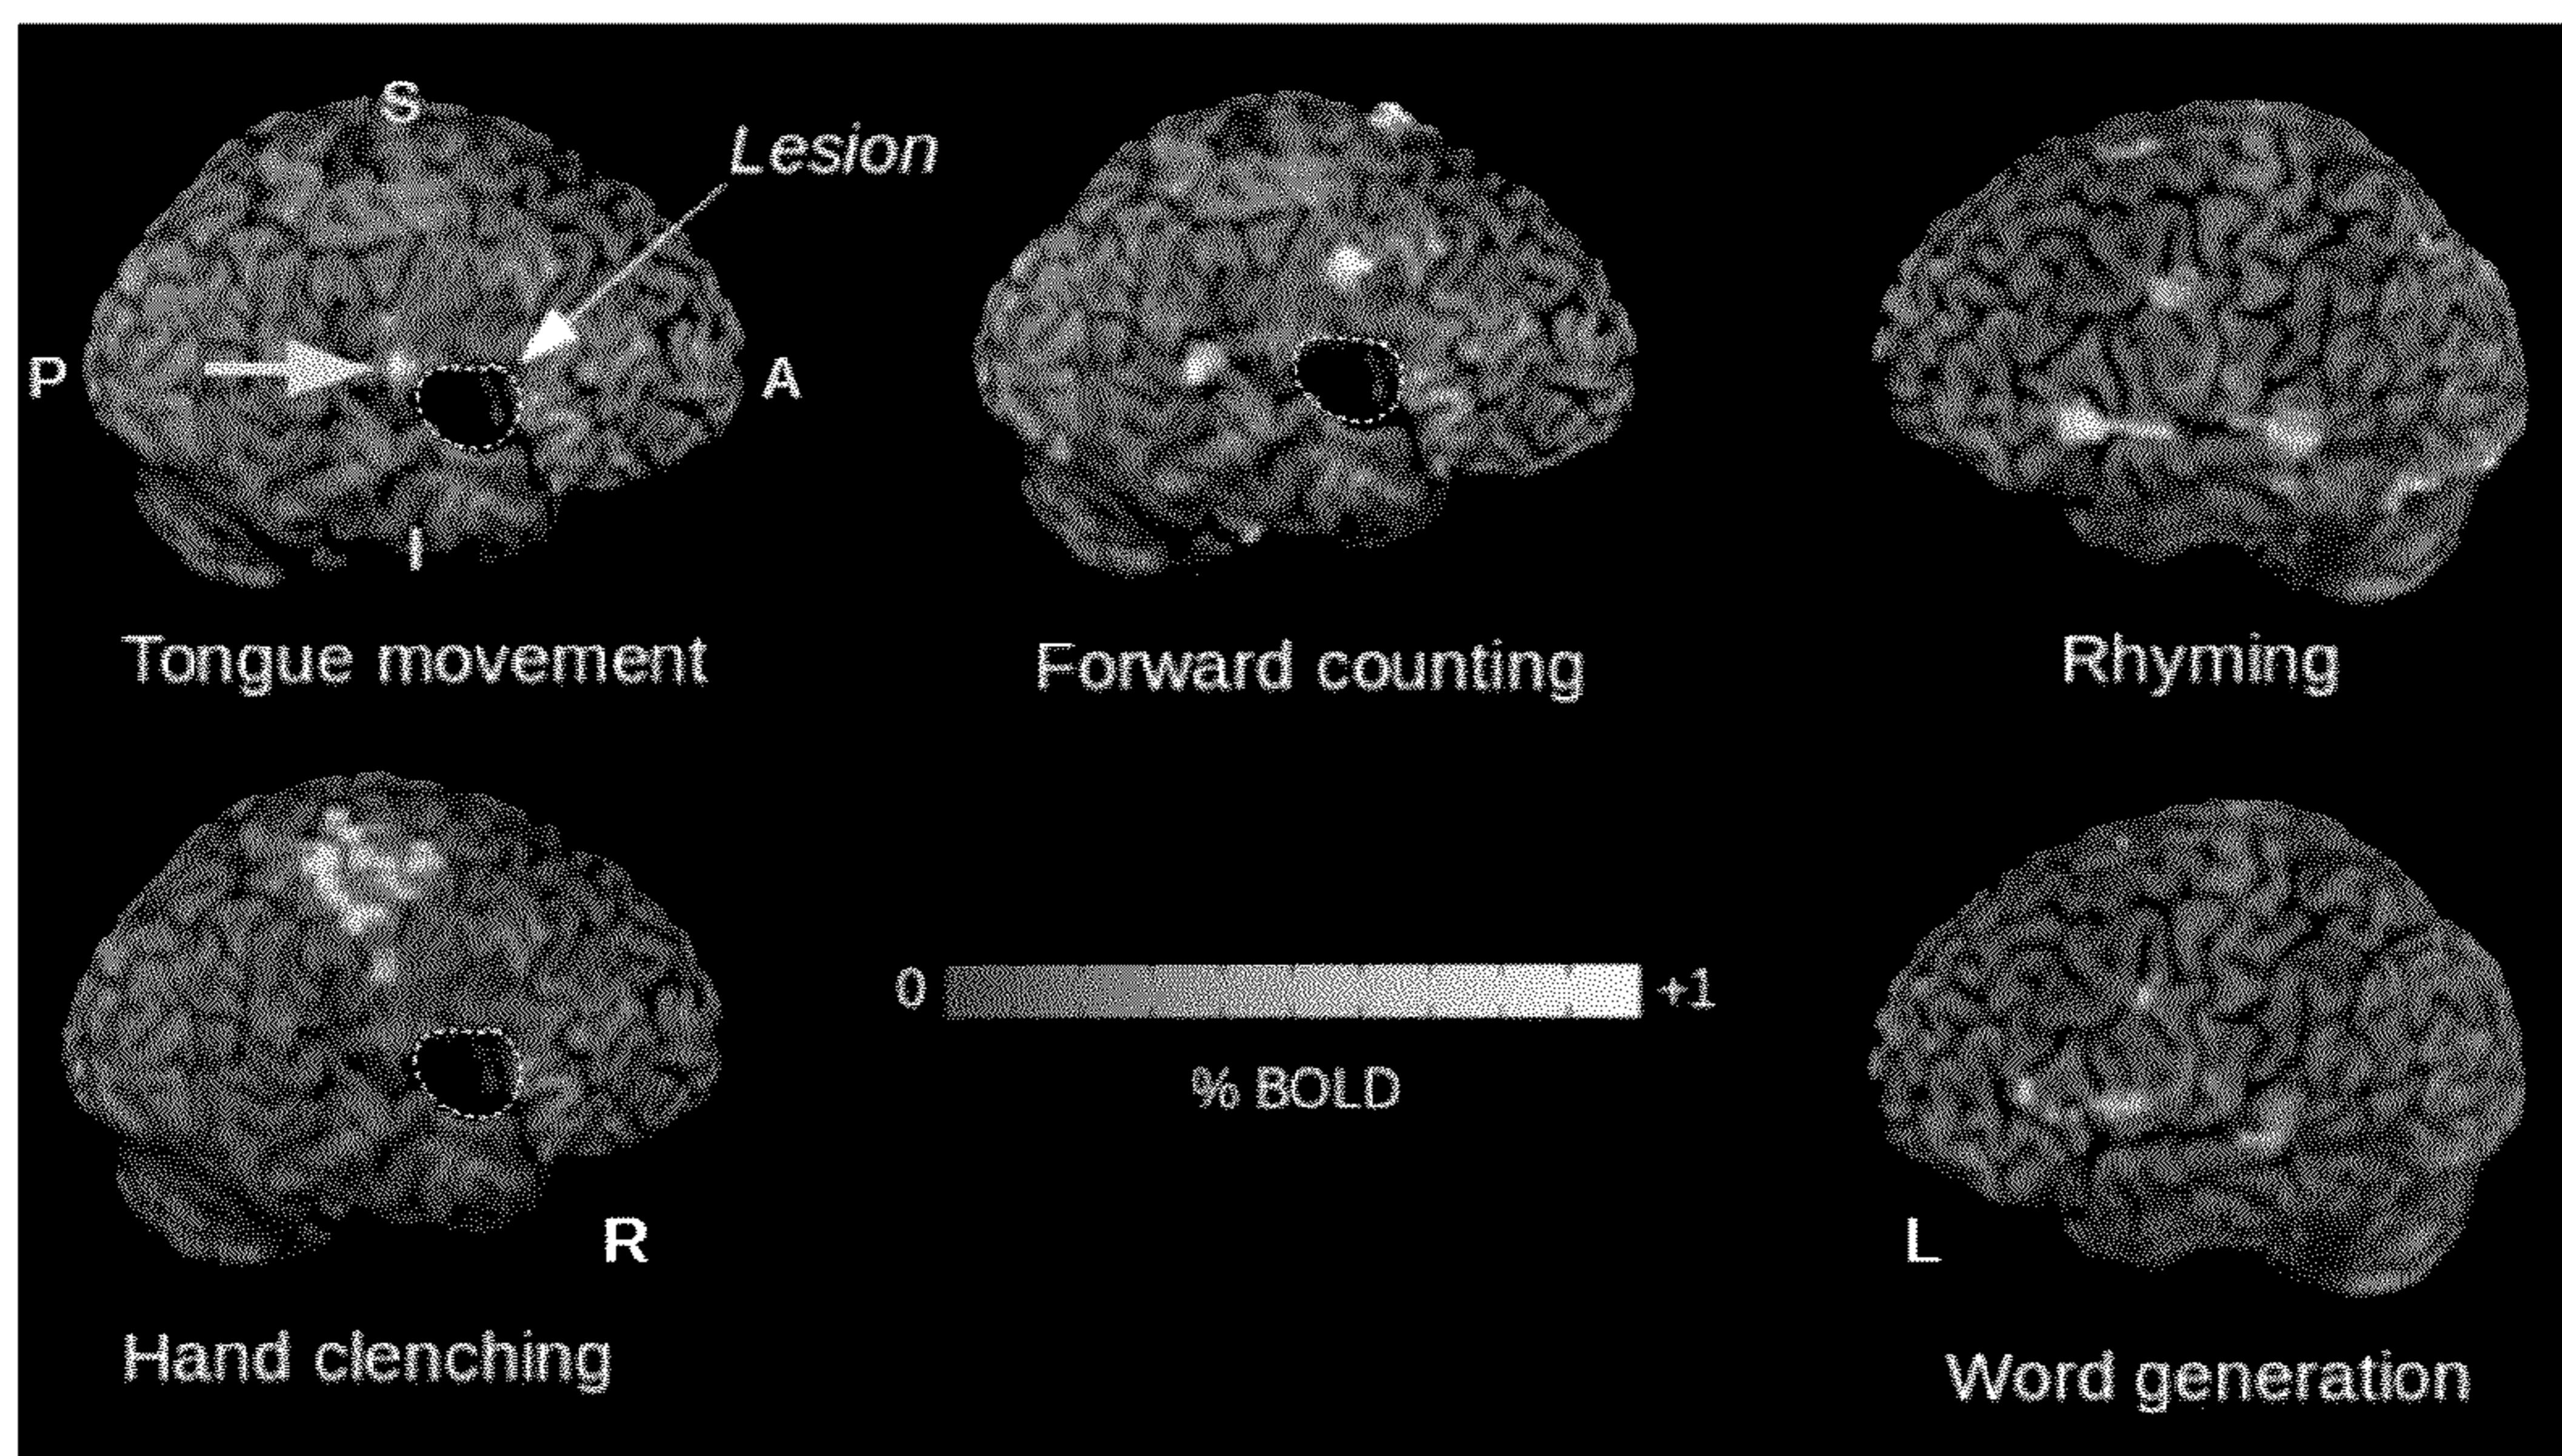 S
Lesion
P
A
I
Tongue movement
Forward counting
Rhyming
0
+1
% BOLD
R
L
Hand clenching
Word generation